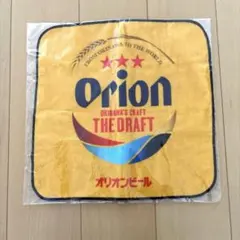 FROM OKINAWA TO THE WORLD
Orion
OKINAWA'S CRAFT
THE DRAFT
オリオンビール